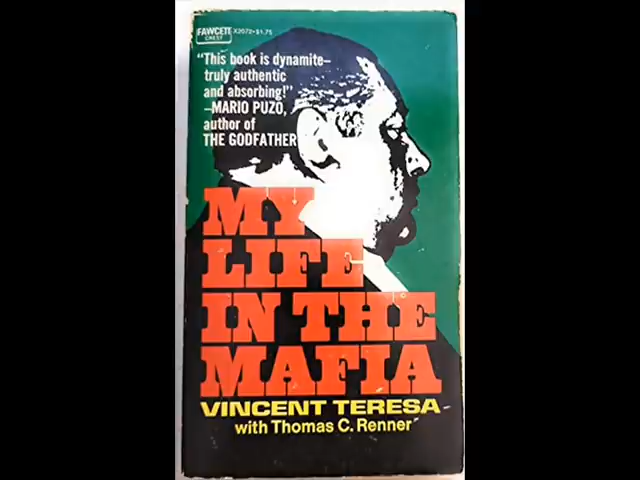 FAWCETT
CREST
X2072•$1.75
"This book is dynamite—
truly authentic
and absorbing!"
—MARIO PUZO,
author of
THE GODFATHER
MY
LIFE
IN THE
MAFIA
VINCENT TERESA
with Thomas C. Renner